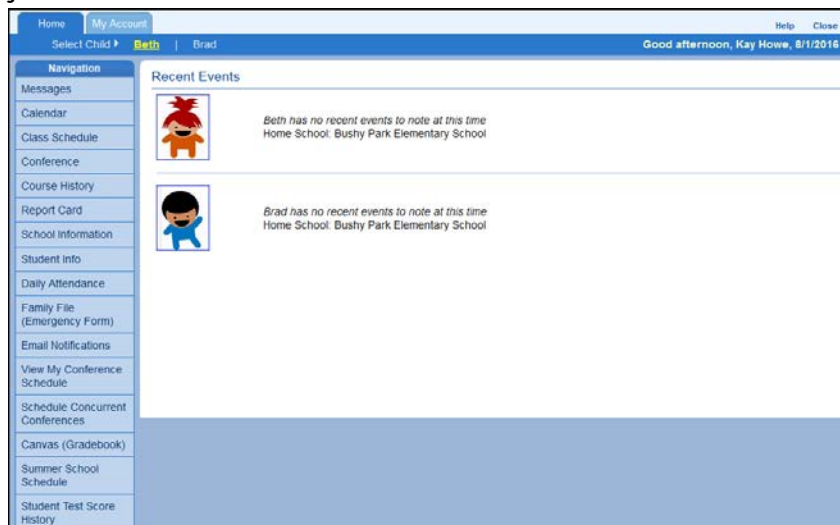 Home My Account
Help Close
Select Child Beth | Brad
Good afternoon, Kay Howe, 8/1/2016
Navigation
Messages
Calendar
Class Schedule
Conference
Course History
Report Card
School Information
Student Info
Daily Attendance
Family File
(Emergency Form)
Email Notifications
View My Conference
Schedule
Schedule Concurrent
Conferences
Canvas (Gradebook)
Summer School
Schedule
Student Test Score
History
Recent Events
Beth has no recent events to note at this time
Home School: Bushy Park Elementary School
Brad has no recent events to note at this time
Home School: Bushy Park Elementary School